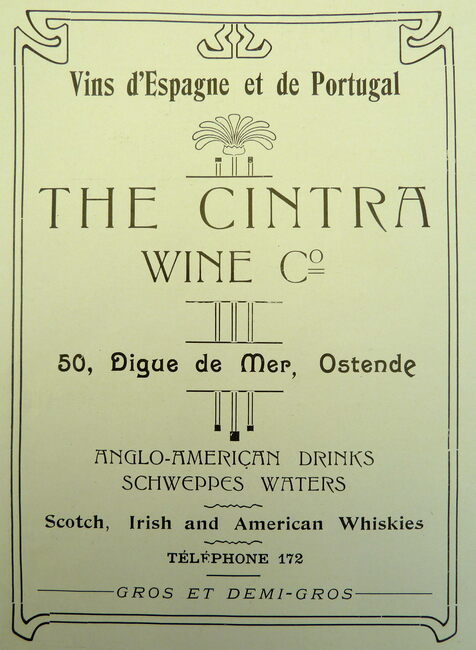 Vins d'Espagne et de Portugal
THE CINTRA
WINE Cº
50, Digue de Mer, Ostende
ANGLO-AMERICAN DRINKS
SCHWEPPES WATERS
Scotch, Irish and American Whiskies
TÉLÉPHONE 172
GROS ET DEMI-GROS